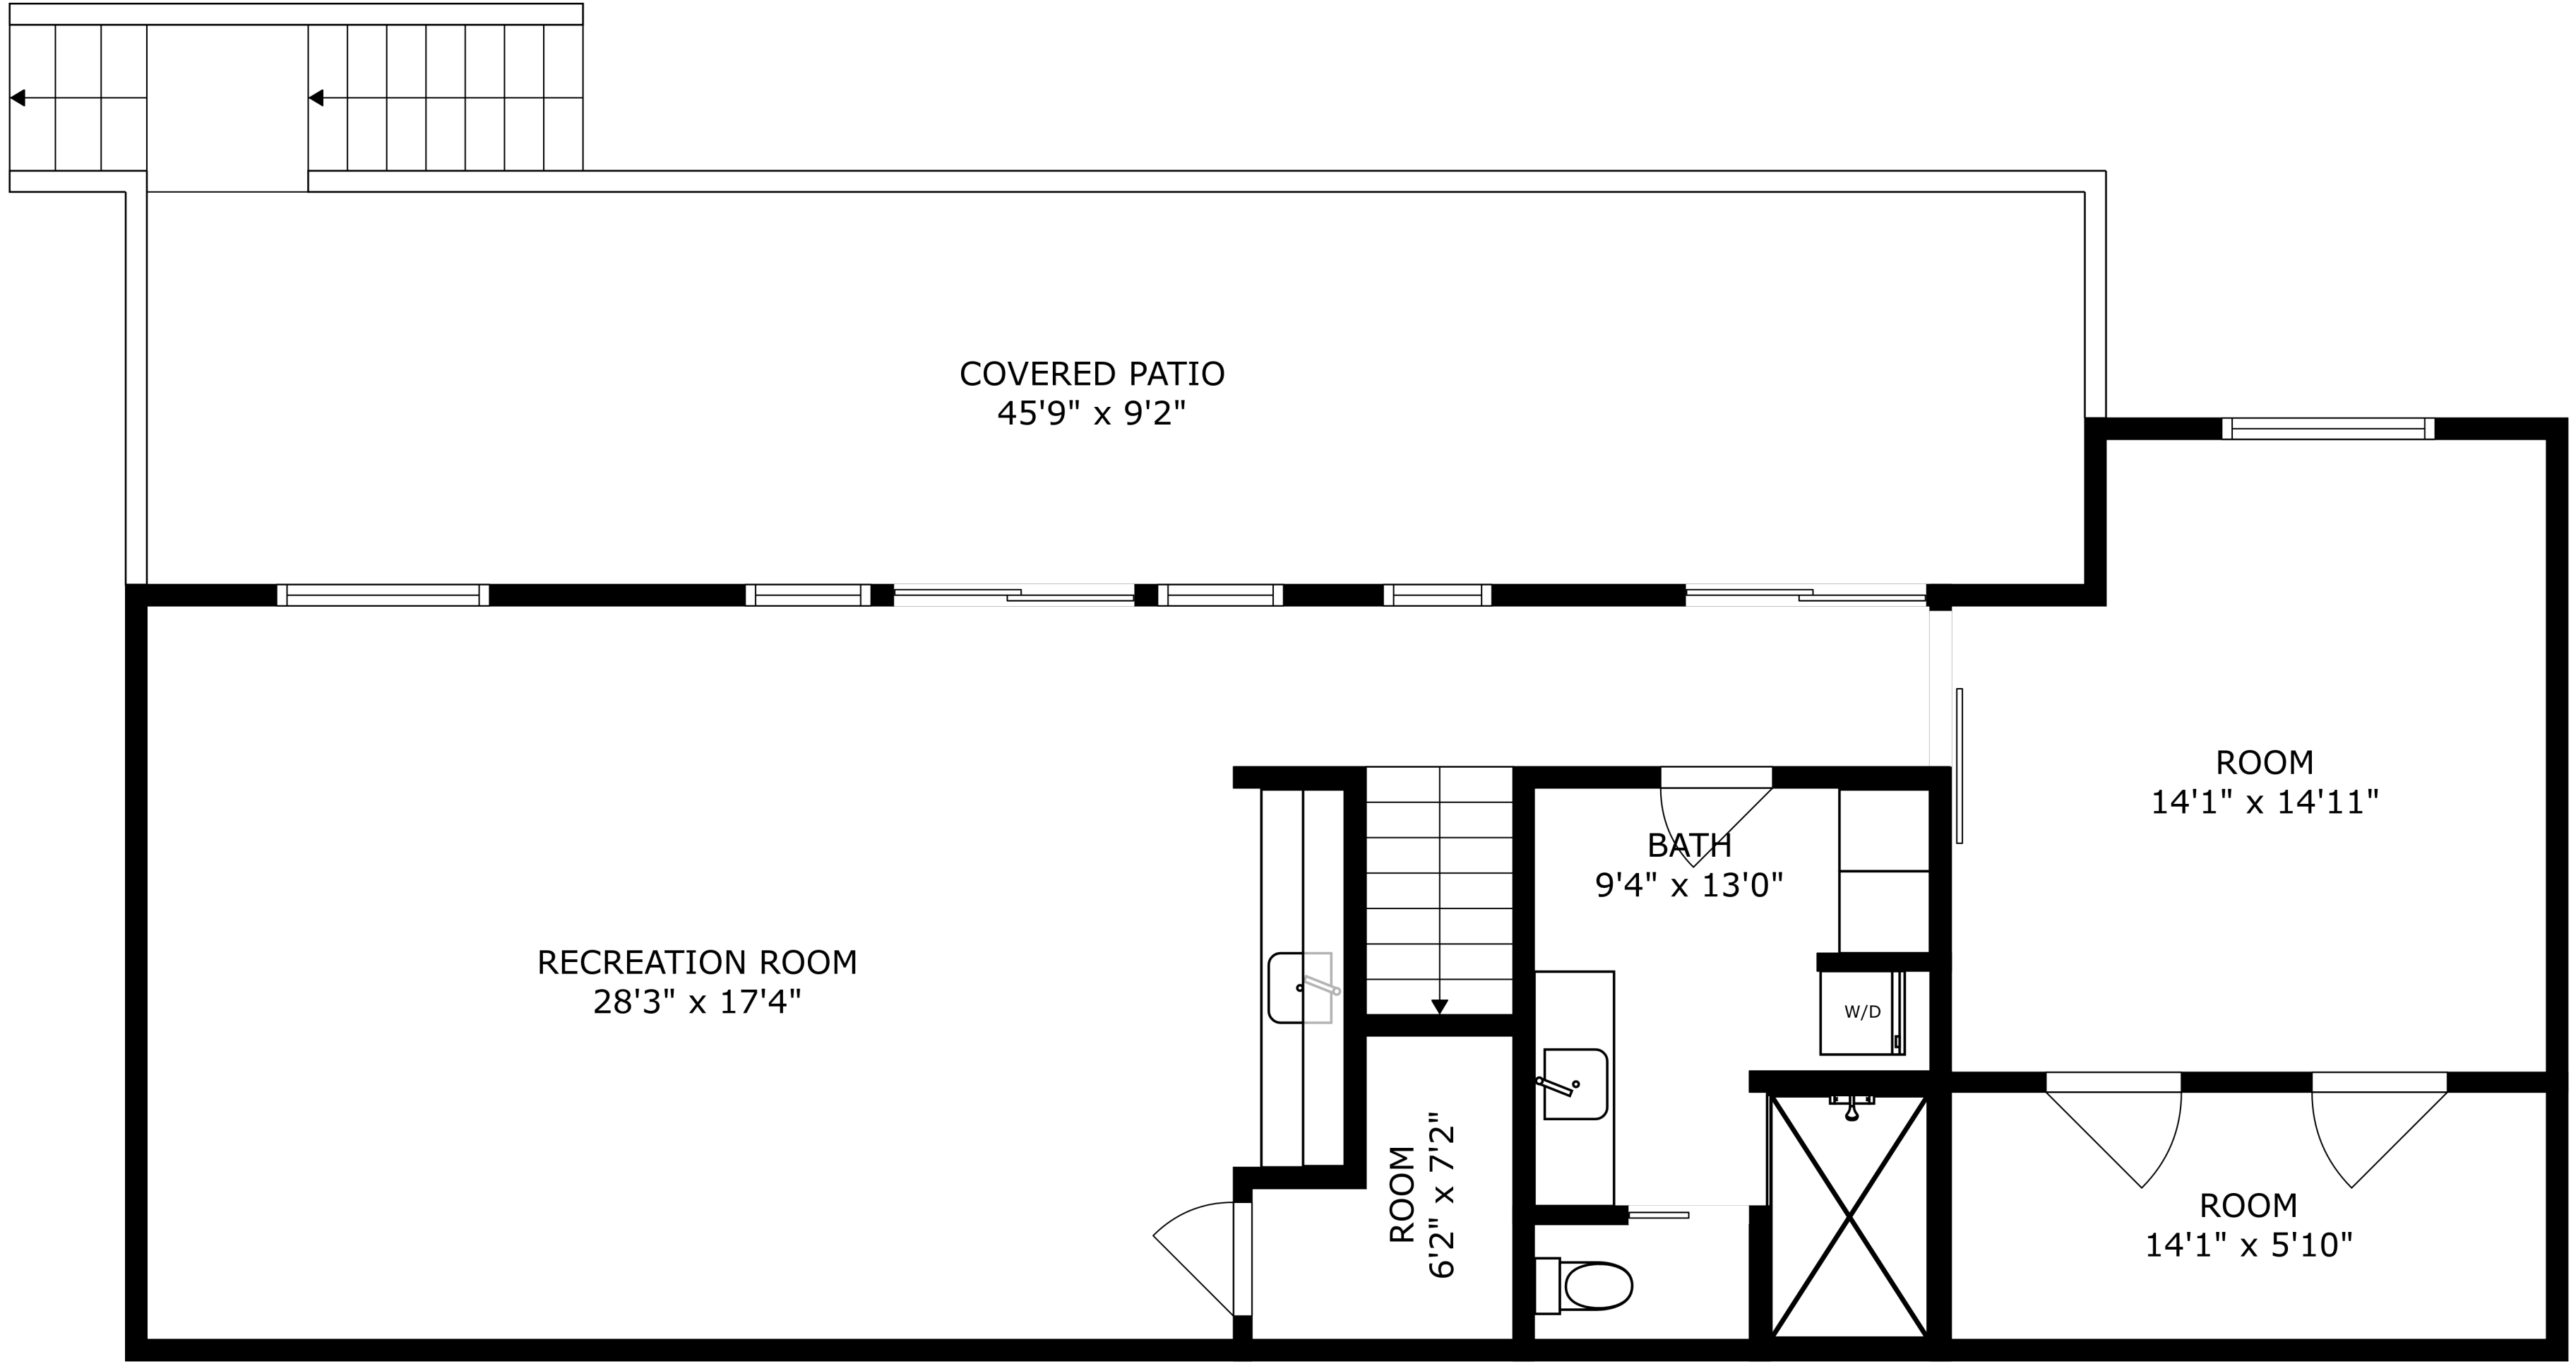 COVERED PATIO
45'9" x 9'2"
ROOM
14'1" x 14'11"
BATH
9'4" x 13'0"
RECREATION ROOM
28'3" x 17'4"
W/D
ROOM
6'2" x 7'2"
ROOM
14'1" x 5'10"